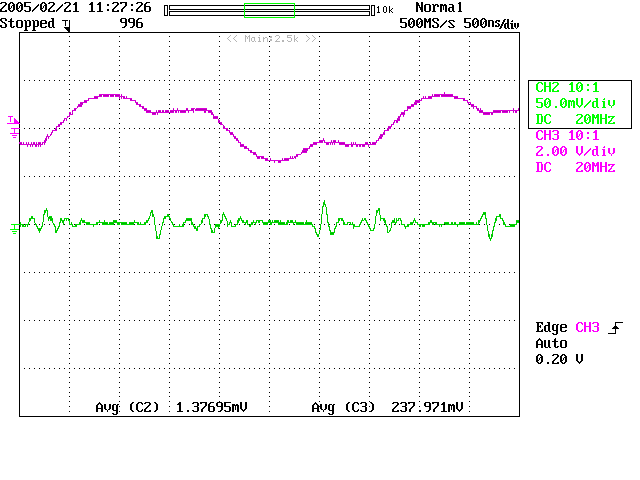 2005/02/21 11:27:26 10k Normal
Stopped T 996 500MS/s 500ns/div
<< Main:2.5k >>
CH2 10:1
50.0mV/div
DC 20MHz
CH3 10:1
2.00 V/div
DC 20MHz
T
Edge CH3
Auto
0.20 V
Avg (C2) 1.37695mV Avg (C3) 237.971mV